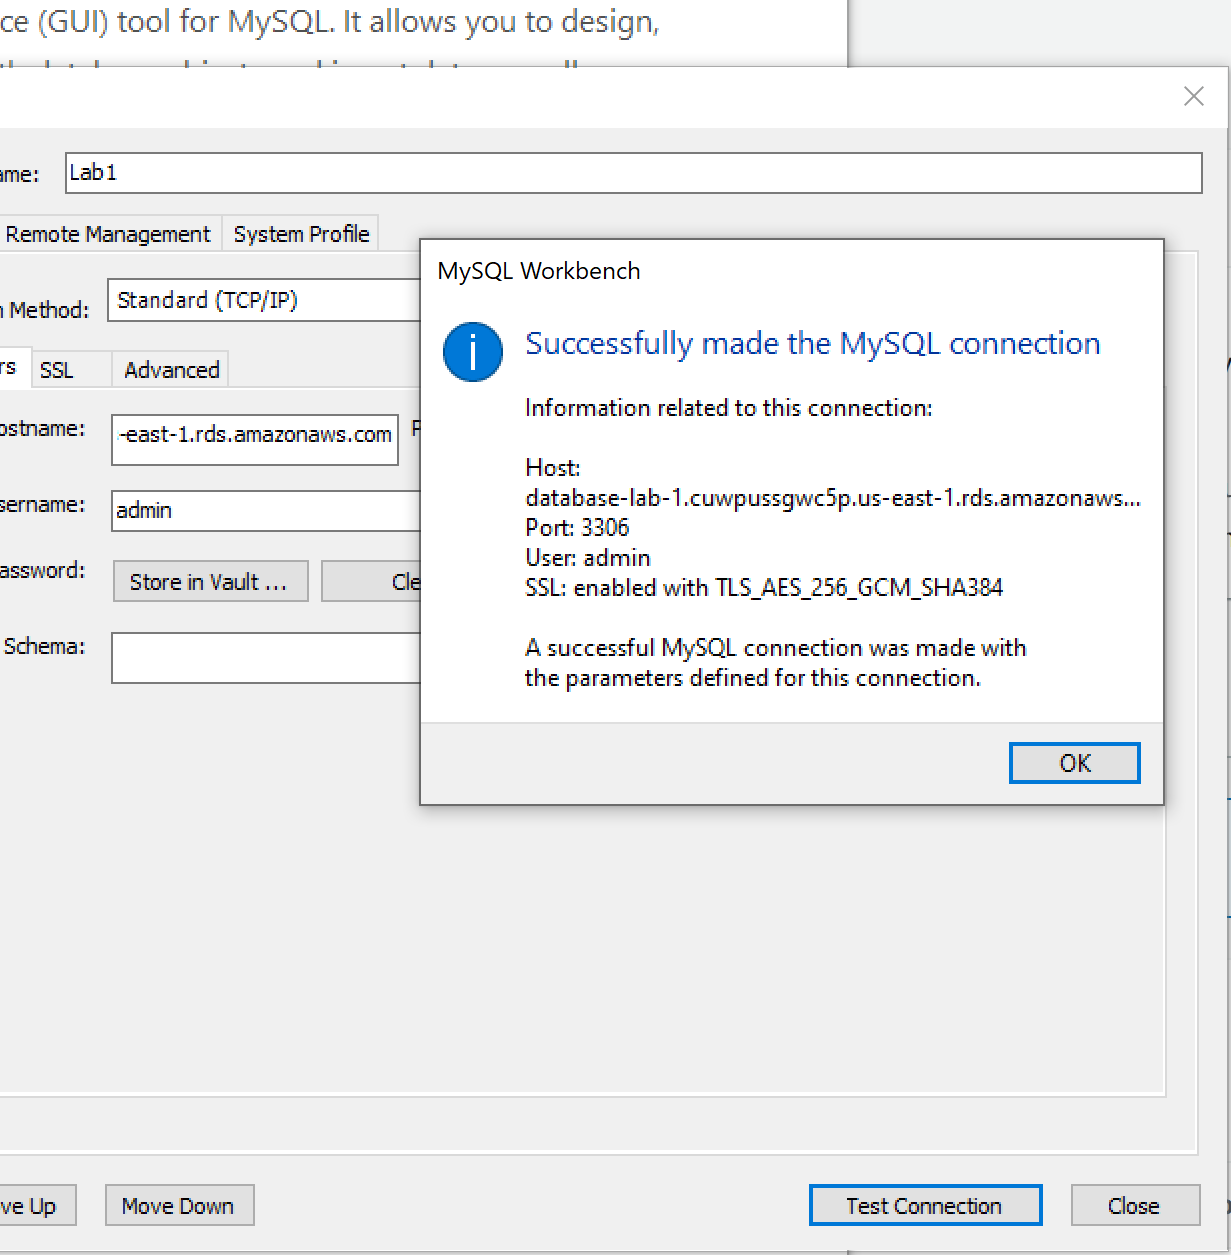 ce (GUI) tool for MySQL. It allows you to design,
ame:
Lab1
Remote Management
System Profile
n Method:
Standard (TCP/IP)
rs
SSL
Advanced
ostname:
-east-1.rds.amazonaws.com
sername:
admin
assword:
Store in Vault ...
Cle
Schema:
MySQL Workbench
Successfully made the MySQL connection
Information related to this connection:
Host:
database-lab-1.cuwpussgwc5p.us-east-1.rds.amazonaws...
Port: 3306
User: admin
SSL: enabled with TLS_AES_256_GCM_SHA384
A successful MySQL connection was made with
the parameters defined for this connection.
OK
ve Up
Move Down
Test Connection
Close